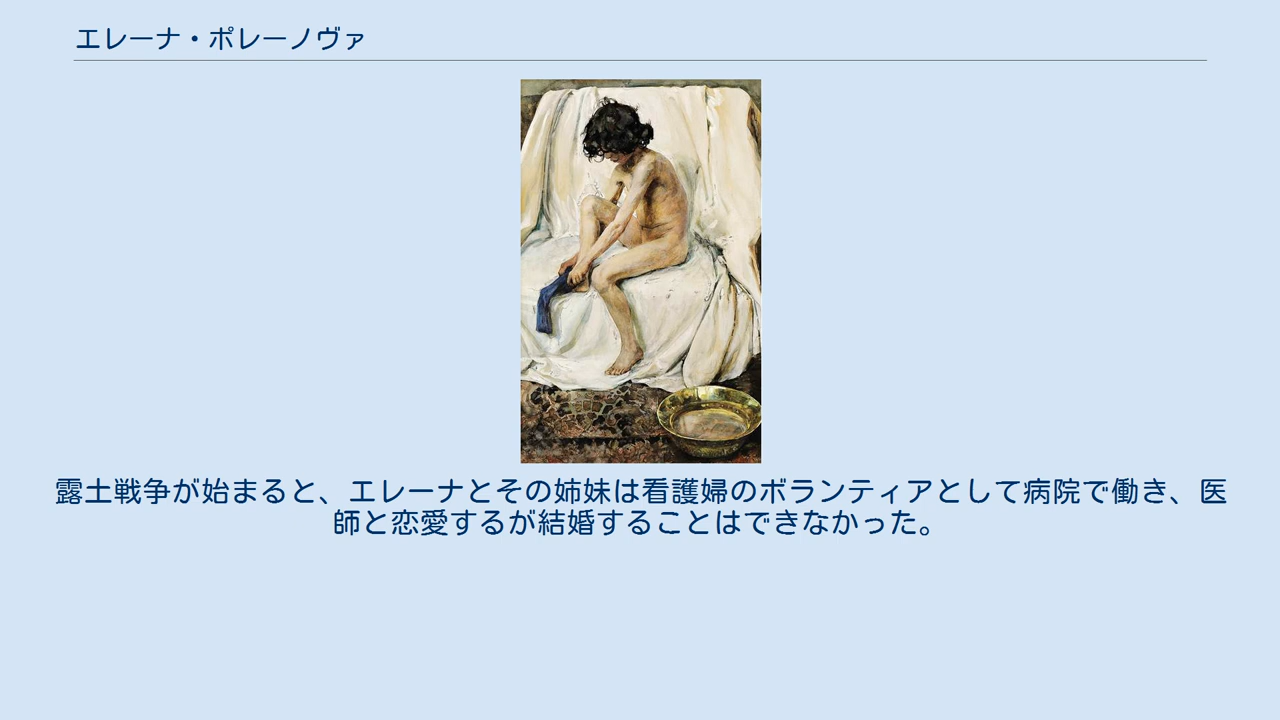 エレーナ・ポレーノヴァ
露土戦争が始まると、エレーナとその姉妹は看護婦のボランティアとして病院で働き、医
師と恋愛するが結婚することはできなかった。